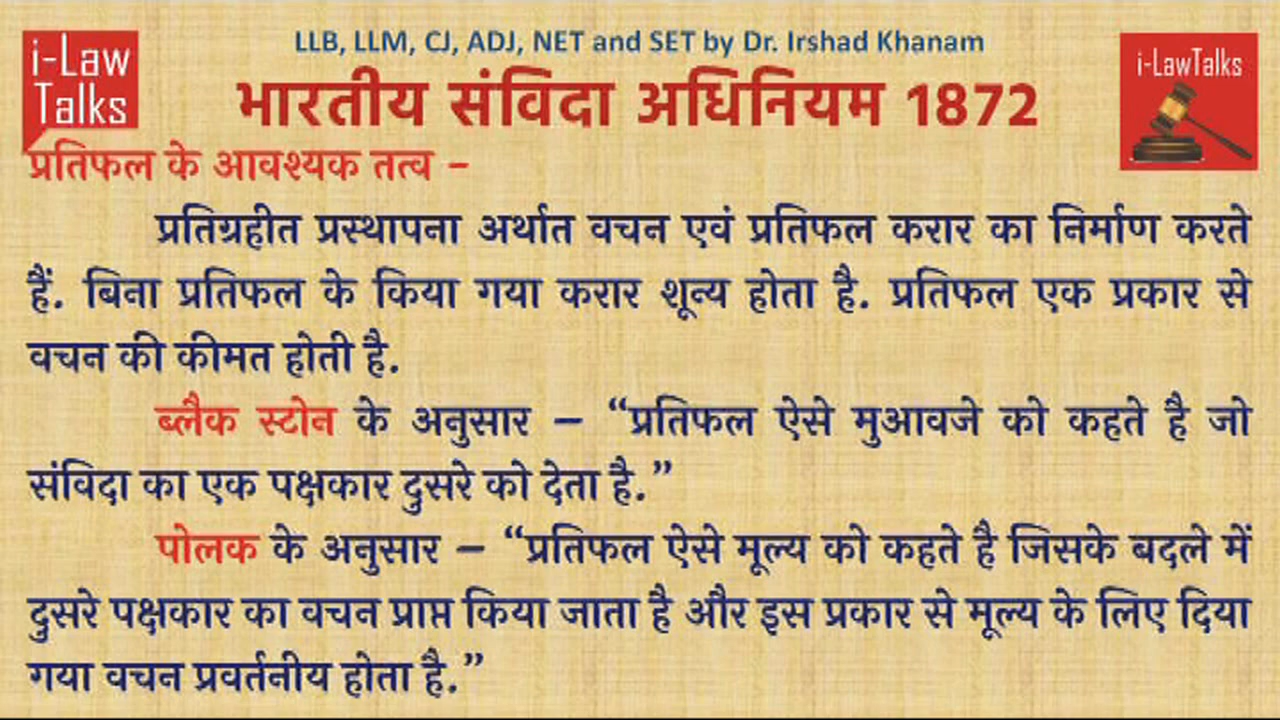 i-Law
Talks
LLB, LLM, CJ, ADJ, NET and SET by Dr. Irshad Khanam
भारतीय संविदा अधिनियम 1872
i-LawTalks
प्रतिफल के आवश्यक तत्व –
प्रतिग्रहीत प्रस्थापना अर्थात वचन एवं प्रतिफल करार का निर्माण करते
हैं. बिना प्रतिफल के किया गया करार शून्य होता है. प्रतिफल एक प्रकार से
वचन की कीमत होती है.
ब्लैक स्टोन के अनुसार – “प्रतिफल ऐसे मुआवजे को कहते है जो
संविदा का एक पक्षकार दुसरे को देता है.”
पोलक के अनुसार – “प्रतिफल ऐसे मूल्य को कहते है जिसके बदले में
दुसरे पक्षकार का वचन प्राप्त किया जाता है और इस प्रकार से मूल्य के लिए दिया
गया वचन प्रवर्तनीय होता है.”